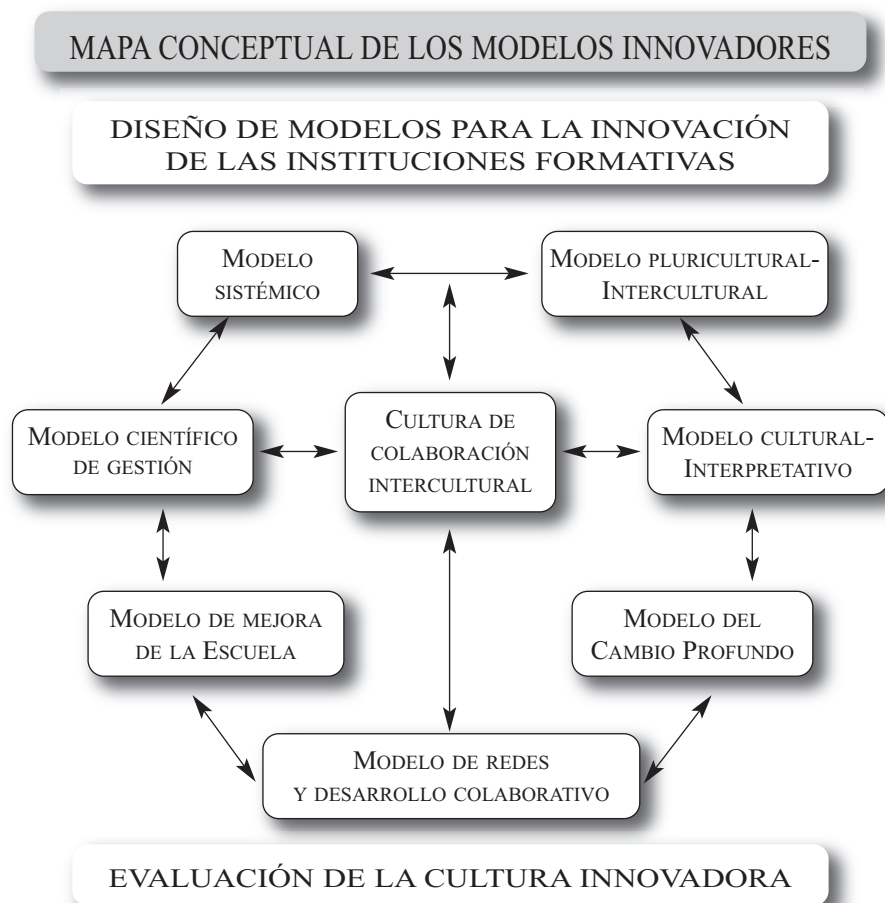 MAPA CONCEPTUAL DE LOS MODELOS INNOVADORES
DISEÑO DE MODELOS PARA LA INNOVACIÓN
DE LAS INSTITUCIONES FORMATIVAS
MODELO
SISTÉMICO
MODELO PLURICULTURAL-
INTERCULTURAL
MODELO CIENTÍFICO
DE GESTIÓN
CULTURA DE
COLABORACIÓN
INTERCULTURAL
MODELO CULTURAL-
INTERPRETATIVO
MODELO DE MEJORA
DE LA ESCUELA
MODELO DEL
CAMBIO PROFUNDO
MODELO DE REDES
Y DESARROLLO COLABORATIVO
EVALUACIÓN DE LA CULTURA INNOVADORA